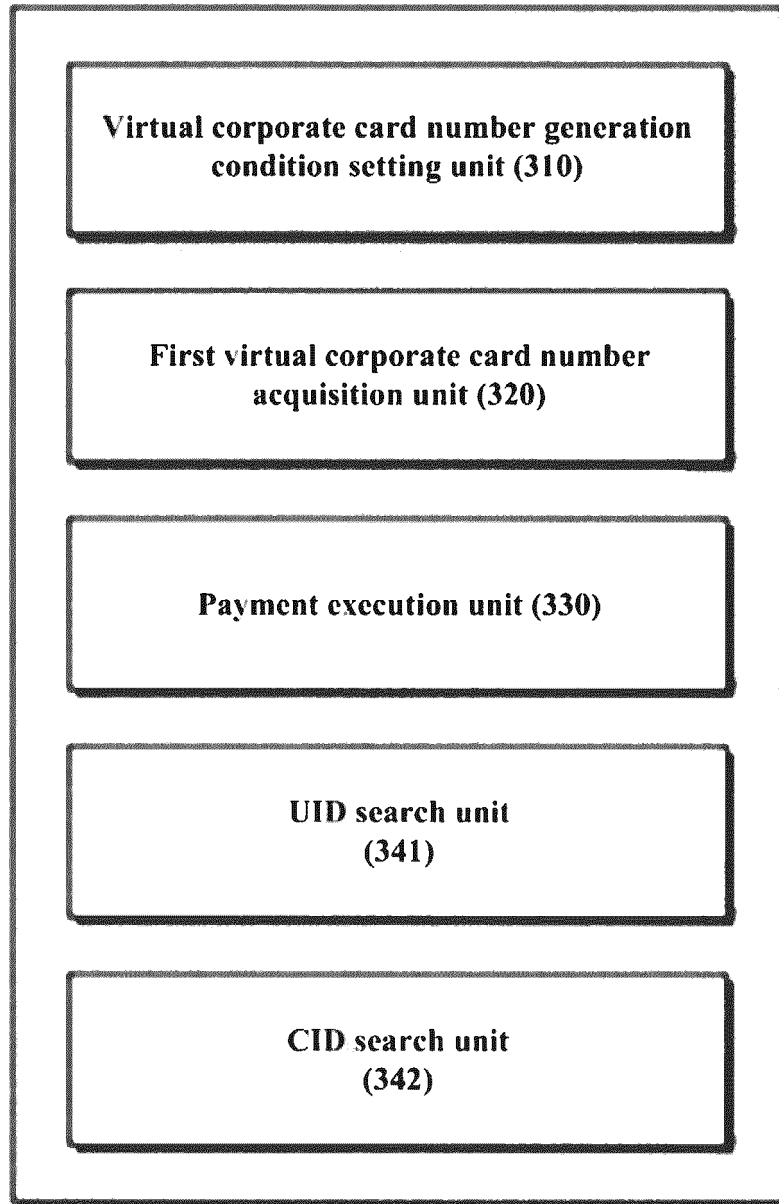 Virtual corporate card number generation
condition setting unit (310)
First virtual corporate card number
acquisition unit (320)
Payment execution unit (330)
UID search unit
(341)
CID search unit
(342)